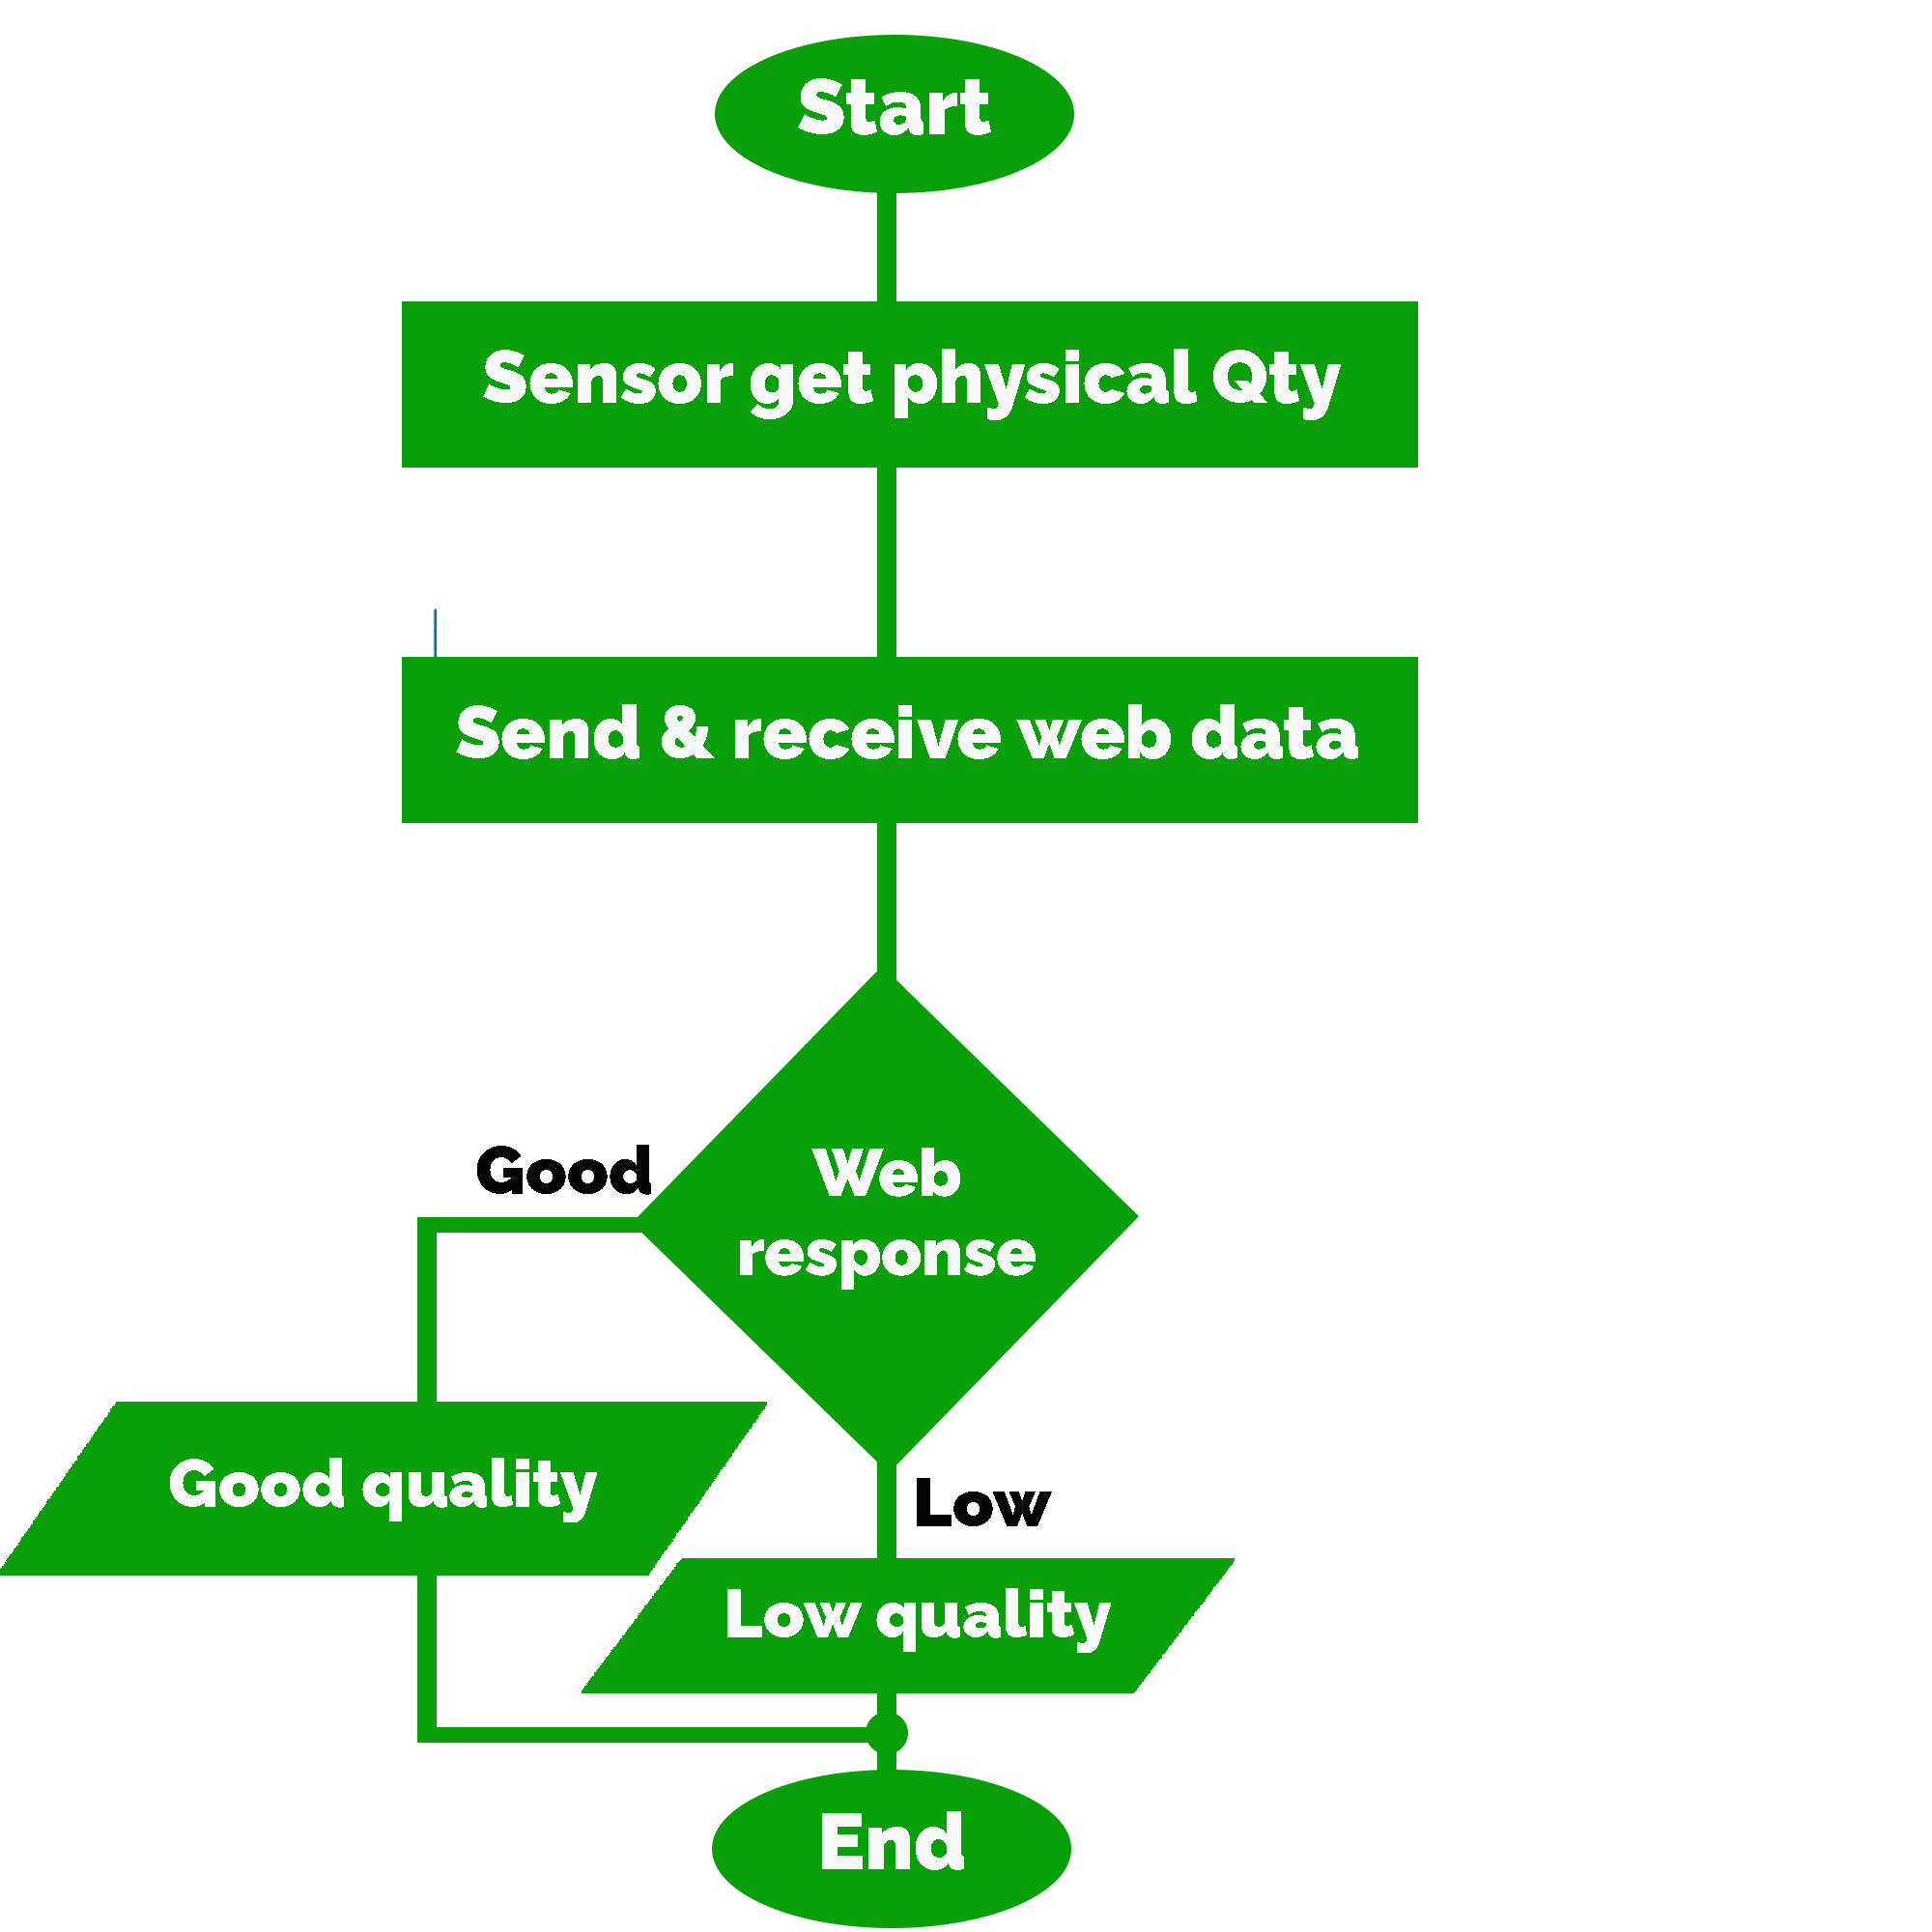 Start
Sensor get physical Qty
Send & receive web data
Web
response
Good
Good quality
Low
Low quality
End